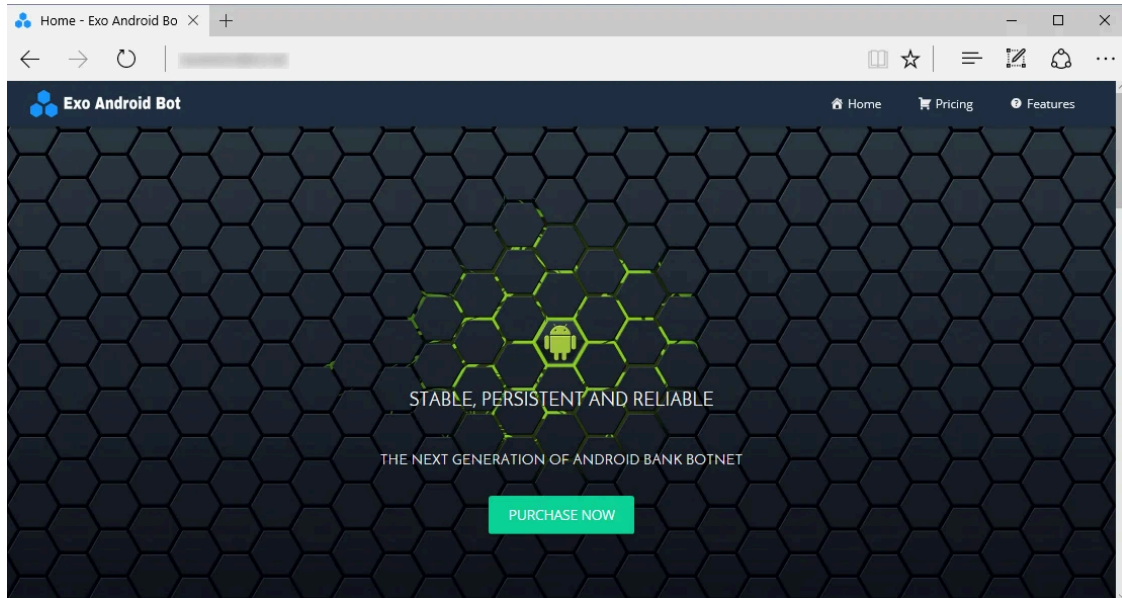 Home - Exo Android Bo
Exo Android Bot
Home
Pricing
Features
STABLE, PERSISTENT AND RELIABLE
THE NEXT GENERATION OF ANDROID BANK BOTNET
PURCHASE NOW